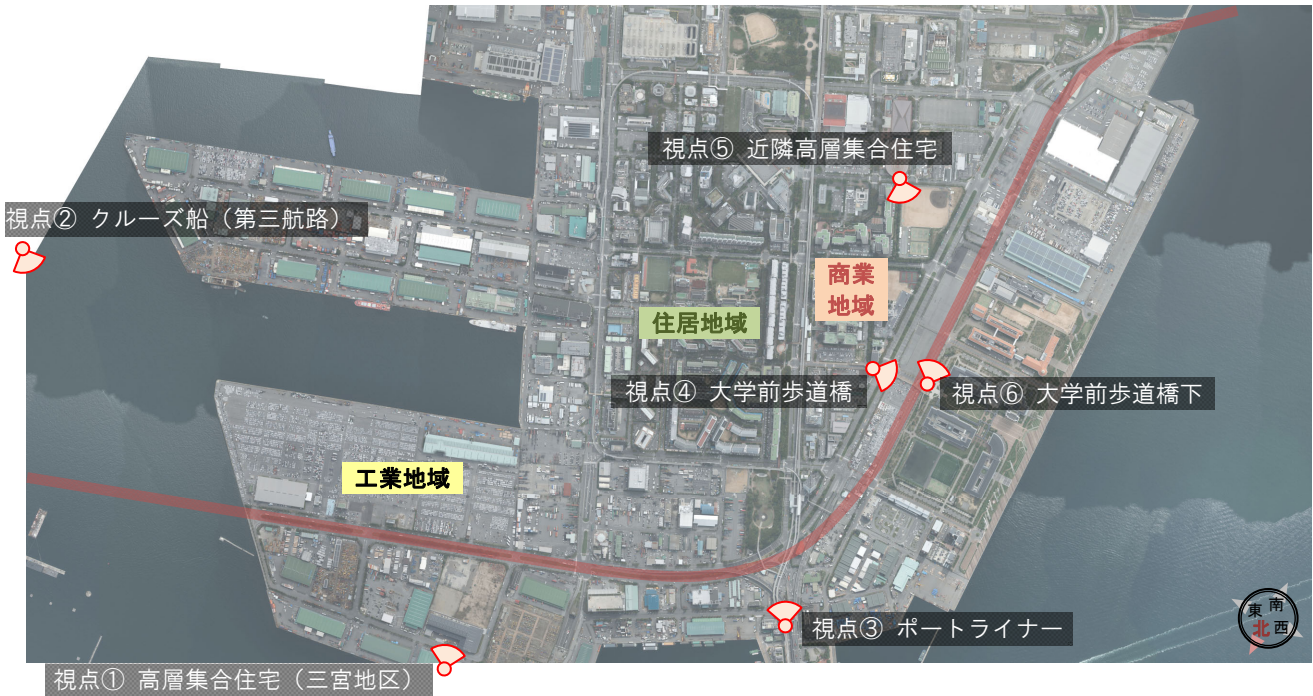 視点⑤ 近隣高層集合住宅
視点② クルーズ船（第三航路）
商業
地域
住居地域
視点④ 大学前歩道橋
視点⑥ 大学前歩道橋下
工業地域
視点③ ポートライナー
東
南
北
西
視点① 高層集合住宅（三宮地区）